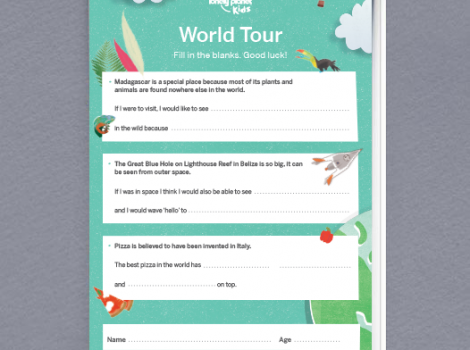 lonely planet
Kids
World Tour
Fill in the blanks. Good luck!
Madagascar is a special place because most of its plants and
animals are found nowhere else in the world.
If I were to visit, I would like to see
in the wild because
The Great Blue Hole on Lighthouse Reef in Belize is so big, it can
be seen from outer space.
If I was in space I think I would also be able to see
and I would wave 'hello' to
Pizza is believed to have been invented in Italy.
The best pizza in the world has
and on top.
Name Age